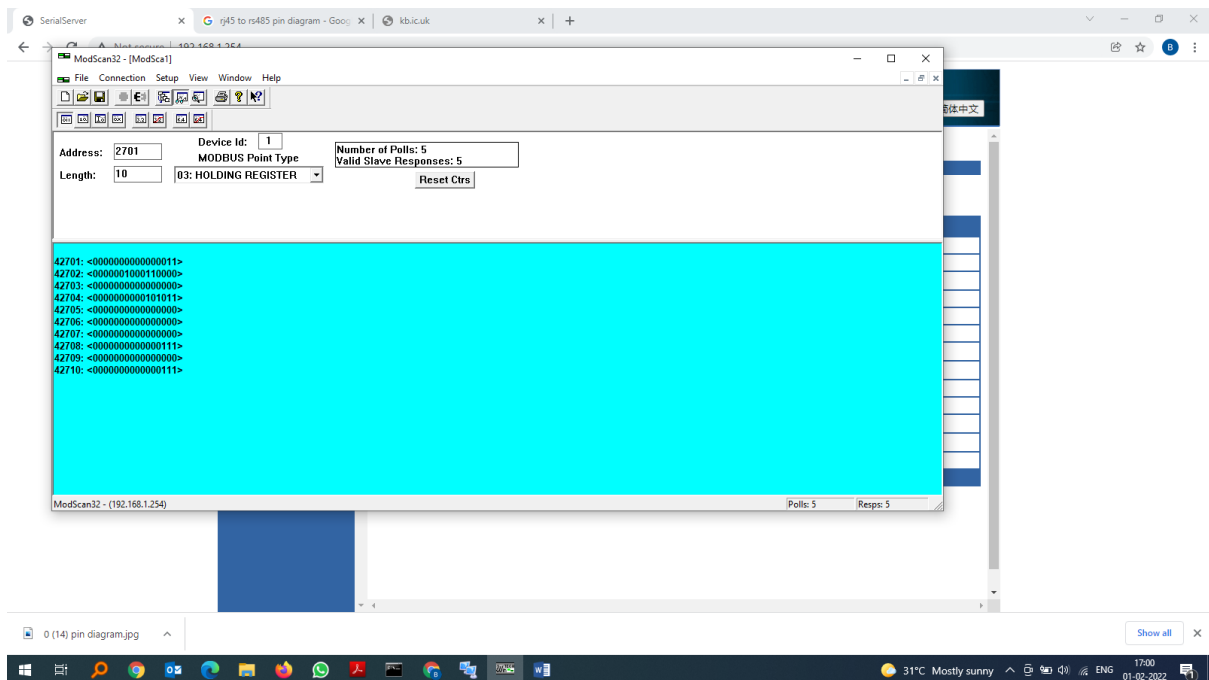 SerialServer
rj45 to rs485 pin diagram - Goog
kb.ic.uk
192.168.1.254
B
ModScan32 - [ModSca1]
File Connection Setup View Window Help
简体中文
Address: 2701
Device Id: 1
MODBUS Point Type
Length: 10
03: HOLDING REGISTER
Number of Polls: 5
Valid Slave Responses: 5
Reset Ctrs
42701: <0000000000000011>
42702: <0000001000110000>
42703: <0000000000000000>
42704: <0000000000101011>
42705: <0000000000000000>
42706: <0000000000000000>
42707: <0000000000000000>
42708: <0000000000000111>
42709: <0000000000000000>
42710: <0000000000000111>
ModScan32 - (192.168.1.254)
Polls: 5
Resps: 5
0 (14) pin diagram.jpg
Show all
31°C Mostly sunny
ENG
17:00
01-02-2022